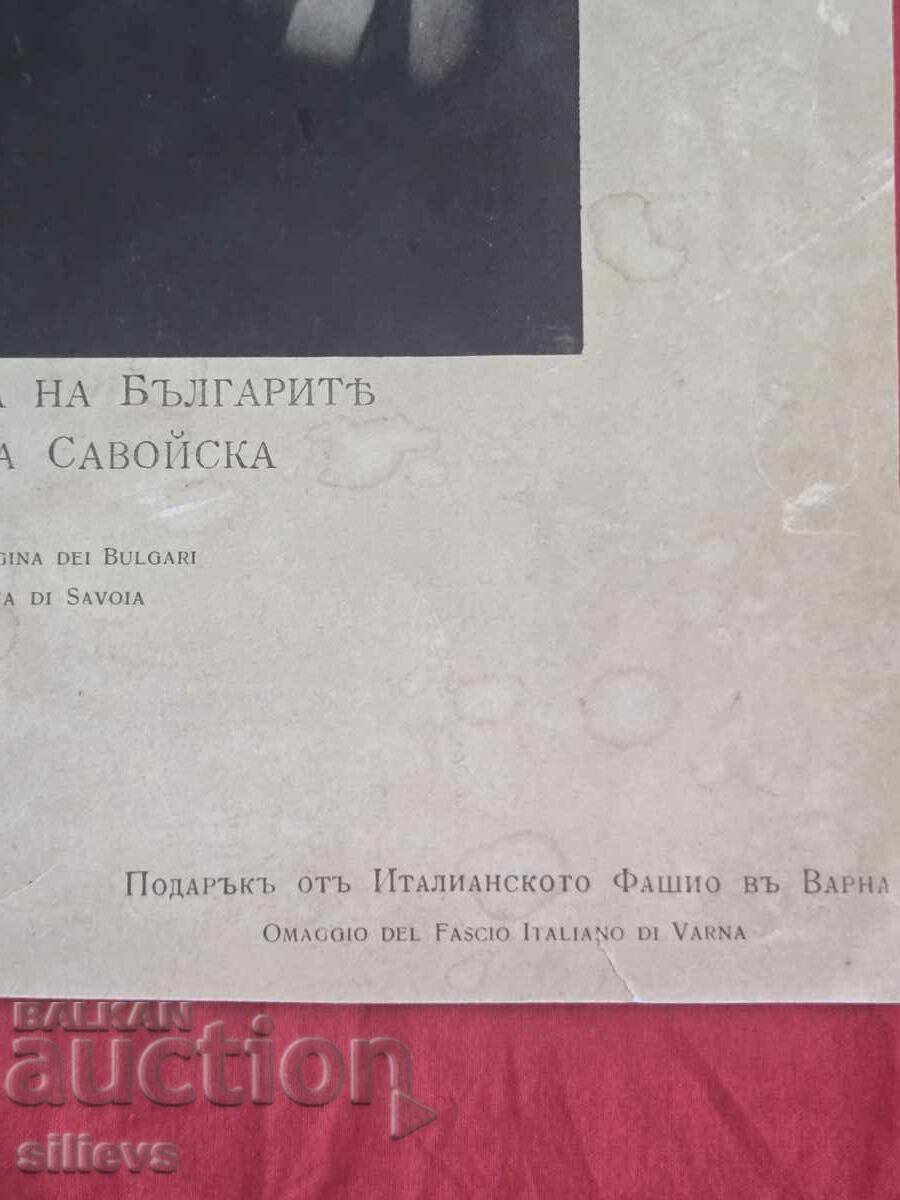 А НА БЪЛГАРИТѢ
А САВОЙСКА
GINA DEI BULGARI
NA DI SAVOIA
ПОДАРЪКЪ ОТЪ ИТАЛИАНСКОТО ФАШИО ВЪ ВАРНА
OMAGGIO DEL FASCIO ITALIANO DI VARNA
BALKAN
auction
silievs